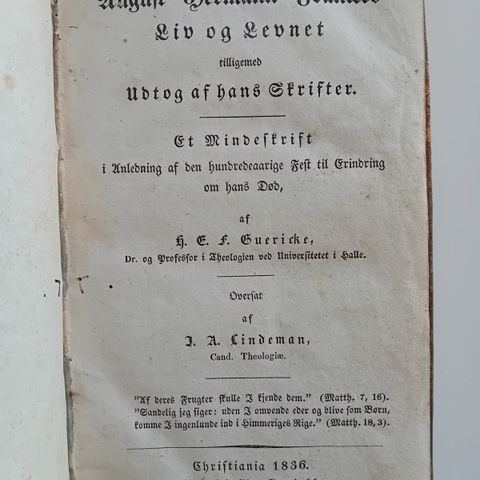 August Hermann Franckes
Liv og Levnet
tilligemed
Udtog af hans Skrifter.
Et Mindeskrift
i Anledning af den hundredeaarige Fest til Erindring
om hans Død,
af
H. E. F. Guericke,
Dr. og Professor i Theologien ved Universitetet i Halle.
Oversat
af
J. A. Lindeman,
Cand. Theologiæ.
"Af deres Frugter skulle I kjende dem." (Matth. 7, 16).
"Sandelig jeg siger: uden I omvende eder og blive som Børn,
komme I ingenlunde ind i Himmeriges Rige." (Matth. 18, 3).
Christiania 1836.